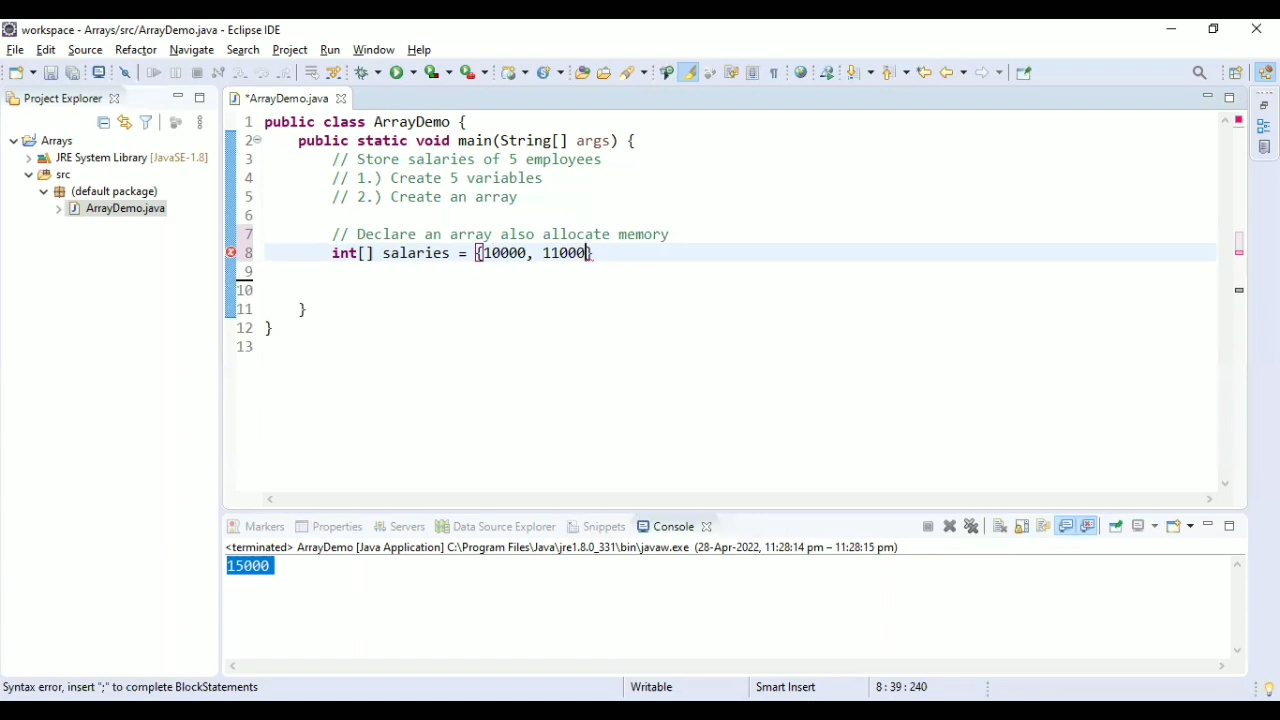 workspace - Arrays/src/ArrayDemo.java - Eclipse IDE
File Edit Source Refactor Navigate Search Project Run Window Help
Project Explorer
*ArrayDemo.java
Arrays
JRE System Library [JavaSE-1.8]
src
(default package)
ArrayDemo.java
1 public class ArrayDemo {
2 public static void main(String[] args) {
3 // Store salaries of 5 employees
4 // 1.) Create 5 variables
5 // 2.) Create an array
6
7 // Declare an array also allocate memory
8 int[] salaries = {10000, 11000}
9
10
11 }
12 }
13
Markers Properties Servers Data Source Explorer Snippets Console
<terminated> ArrayDemo [Java Application] C:\Program Files\Java\jre1.8.0_331\bin\javaw.exe (28-Apr-2022, 11:28:14 pm – 11:28:15 pm)
15000
Syntax error, insert ";" to complete BlockStatements Writable Smart Insert 8 : 39 : 240